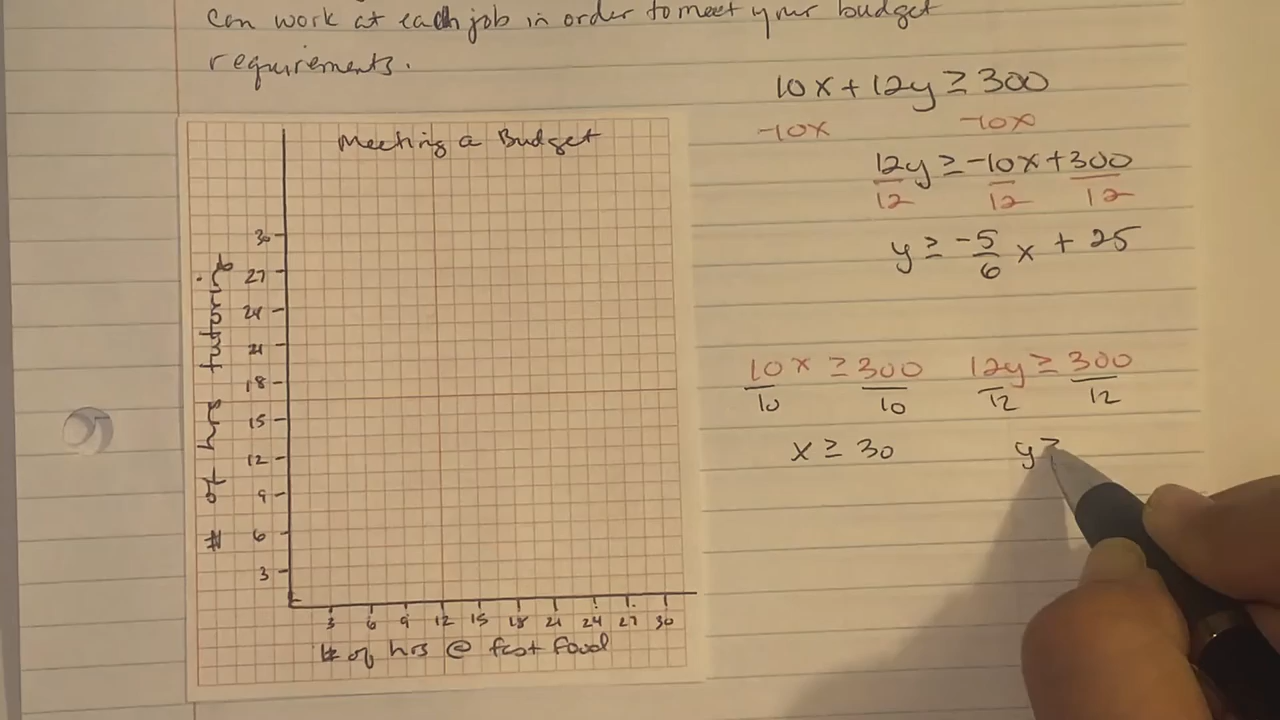 can work at each job in order to meet your budget
requirements.
Meeting a Budget
30
27
24
21
18
15
12
9
6
3
# of hrs tutoring
3 6 9 12 15 18 21 24 27 30
# of hrs @ fast food
10x + 12y ≥ 300
-10x -10x
12y ≥ -10x + 300
12 12 12
y ≥ -5/6 x + 25
10x ≥ 300 12y ≥ 300
10 10 12 12
x ≥ 30 y ≥